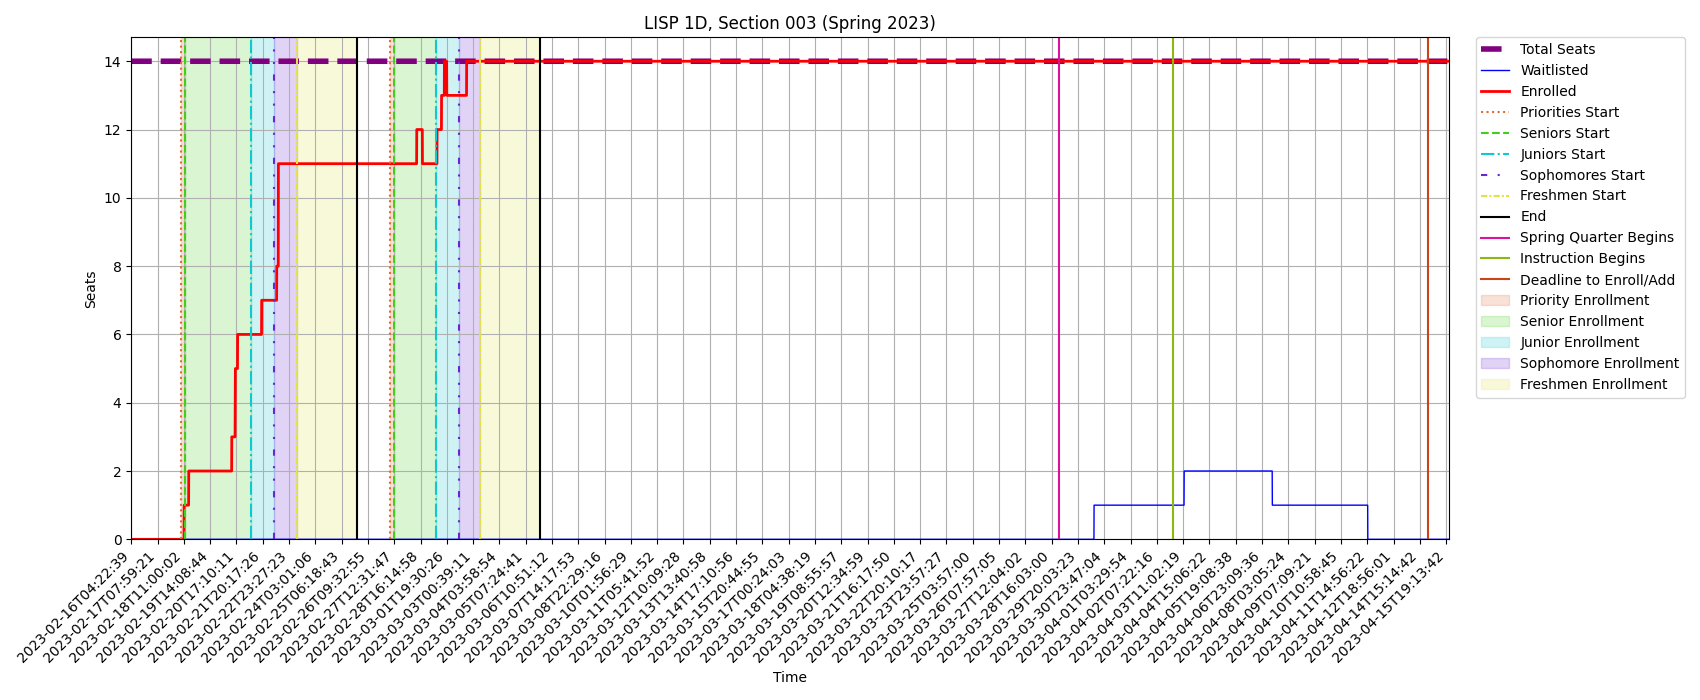 LISP 1D, Section 003 (Spring 2023)
Seats
14
12
10
8
6
4
2
0
Total Seats
Waitlisted
Enrolled
Priorities Start
Seniors Start
Juniors Start
Sophomores Start
Freshmen Start
End
Spring Quarter Begins
Instruction Begins
Deadline to Enroll/Add
Priority Enrollment
Senior Enrollment
Junior Enrollment
Sophomore Enrollment
Freshmen Enrollment
2023-02-16T04:22:39
2023-02-17T07:59:21
2023-02-18T11:00:02
2023-02-19T14:08:44
2023-02-20T17:10:11
2023-02-21T20:17:26
2023-02-22T23:27:23
2023-02-24T03:01:06
2023-02-25T06:18:43
2023-02-26T09:32:55
2023-02-27T12:31:47
2023-02-28T16:14:58
2023-03-01T19:30:26
2023-03-03T00:39:11
2023-03-04T03:58:54
2023-03-05T07:24:41
2023-03-06T10:51:12
2023-03-07T14:17:53
2023-03-08T22:29:16
2023-03-10T01:56:29
2023-03-11T05:41:52
2023-03-12T10:09:28
2023-03-13T13:40:58
2023-03-14T17:10:56
2023-03-15T20:44:55
2023-03-17T00:24:03
2023-03-18T04:38:19
2023-03-19T08:55:57
2023-03-20T12:34:59
2023-03-21T16:17:50
2023-03-22T20:10:17
2023-03-23T23:57:27
2023-03-25T03:57:00
2023-03-26T07:57:05
2023-03-27T12:04:02
2023-03-28T16:03:00
2023-03-29T20:03:23
2023-03-30T23:47:04
2023-04-01T03:29:54
2023-04-02T07:22:16
2023-04-03T11:02:19
2023-04-04T15:06:22
2023-04-05T19:08:38
2023-04-06T23:09:36
2023-04-08T03:05:24
2023-04-09T07:09:21
2023-04-10T10:58:45
2023-04-11T14:56:22
2023-04-12T18:56:01
2023-04-14T15:14:42
2023-04-15T19:13:42
Time